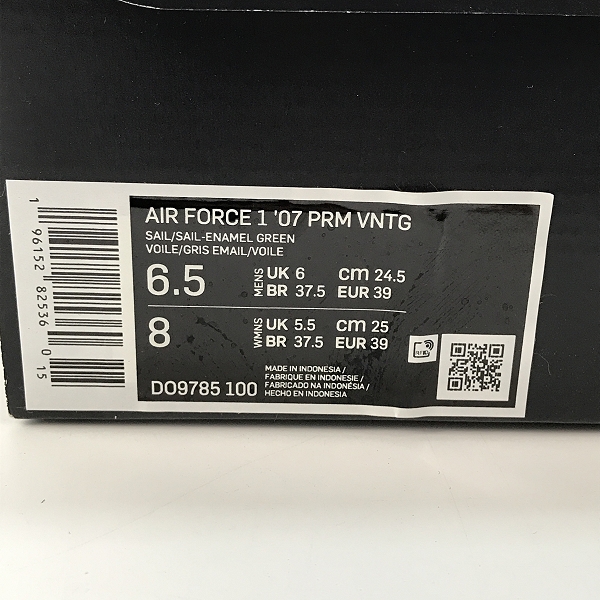 AIR FORCE 1 '07 PRM VNTG
SAIL/SAIL-ENAMEL GREEN
VOILE/GRIS EMAIL/VOILE
6.5 MENS UK 6 cm 24.5
BR 37.5 EUR 39
8 WMNS UK 5.5 cm 25
BR 37.5 EUR 39
DO9785 100
MADE IN INDONESIA/
FABRIQUE EN INDONESIE/
FABRICADO NA INDONÉSIA/
HECHO EN INDONESIA
1 96152 82536 0 15